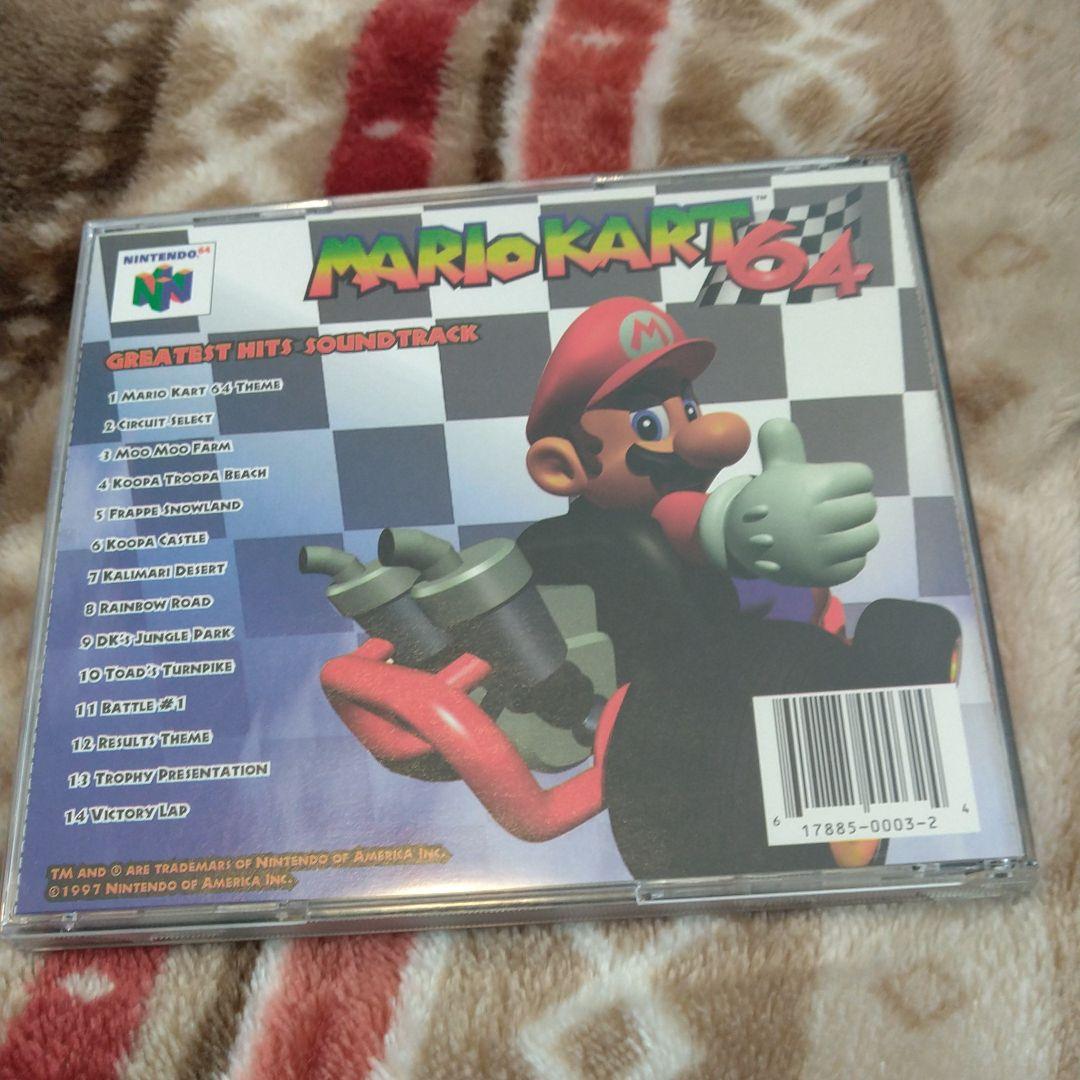 NINTENDO 64
MARIO KART 64 ™
GREATEST HITS SOUNDTRACK
1 MARIO KART 64 THEME
2 CIRCUIT SELECT
3 MOO MOO FARM
4 KOOPA TROOPA BEACH
5 FRAPPE SNOWLAND
6 KOOPA CASTLE
7 KALIMARI DESERT
8 RAINBOW ROAD
9 DK'S JUNGLE PARK
10 TOAD'S TURNPIKE
11 BATTLE #1
12 RESULTS THEME
13 TROPHY PRESENTATION
14 VICTORY LAP
M
6 17885-0003-2 4
TM AND ® ARE TRADEMARS OF NINTENDO OF AMERICA INC.
©1997 NINTENDO OF AMERICA INC.